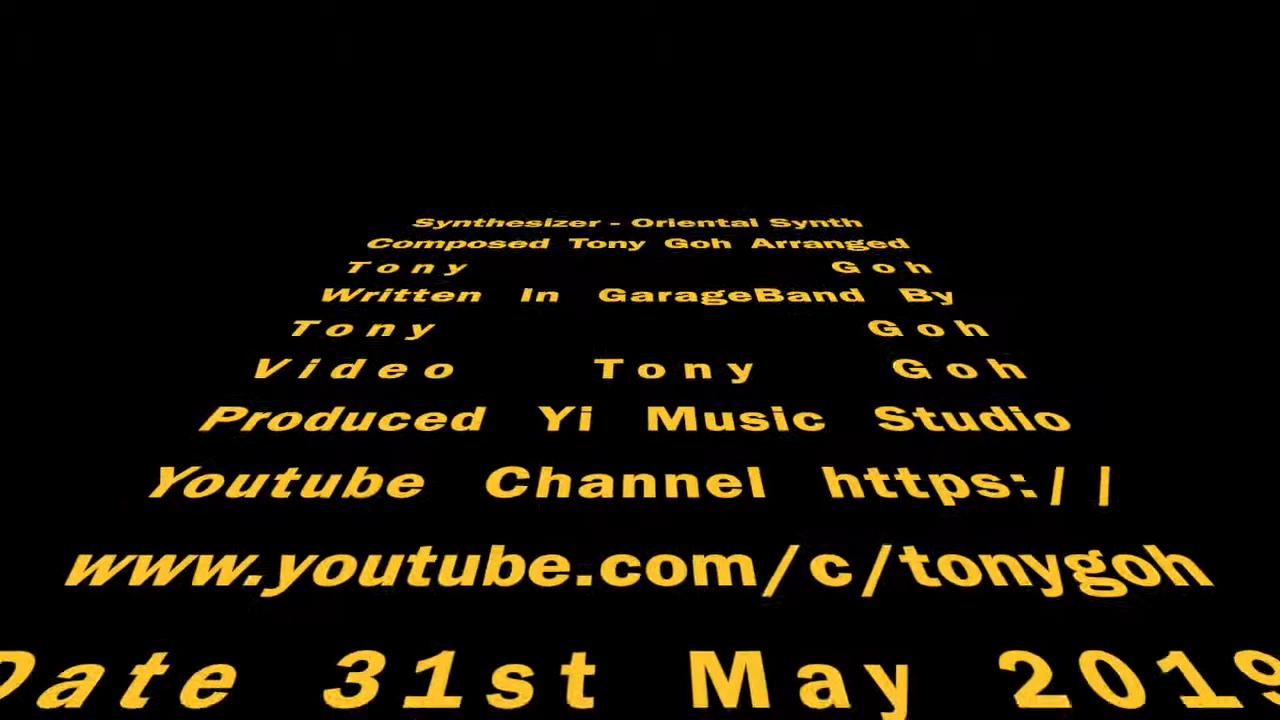 Synthesizer - Oriental Synth
Composed Tony Goh Arranged
Tony Goh
Written In GarageBand By
Tony Goh
Video Tony Goh
Produced Yi Music Studio
Youtube Channel https://
www.youtube.com/c/tonygoh
Date 31st May 2019